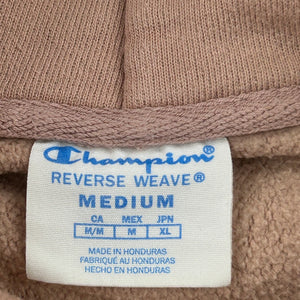 Champion
REVERSE WEAVE®
MEDIUM
CA MEX JPN
M/M M XL
MADE IN HONDURAS
FABRIQUÉ AU HONDURAS
HECHO EN HONDURAS